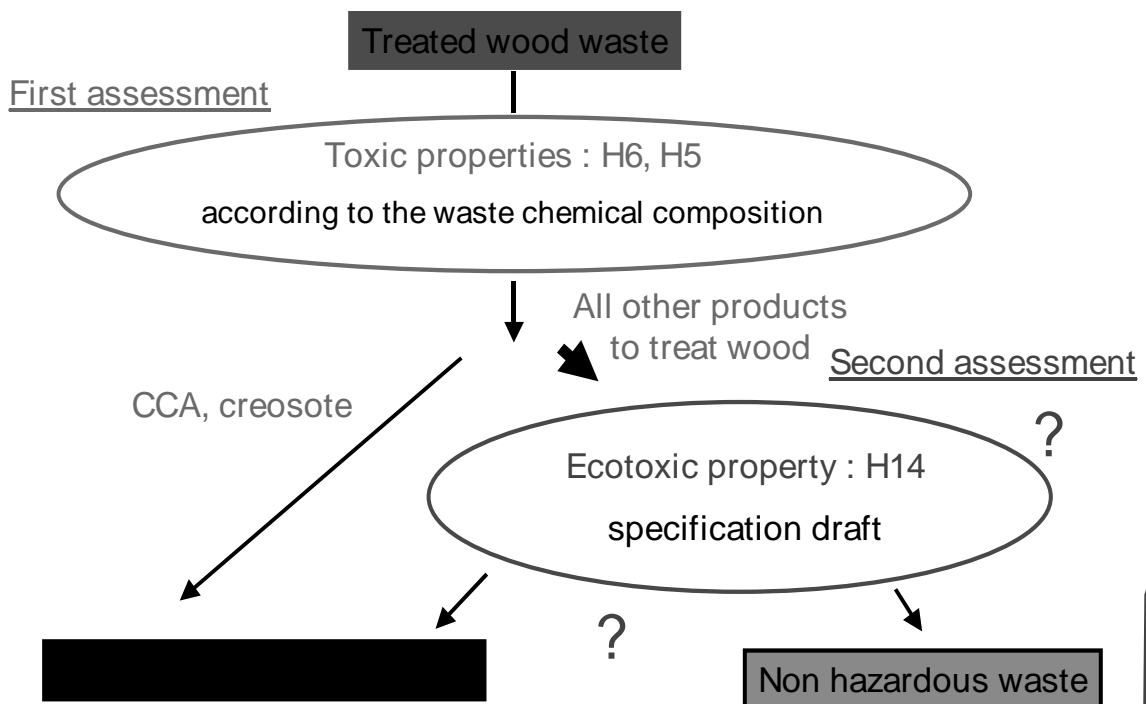 Treated wood waste
First assessment
Toxic properties : H6, H5
according to the waste chemical composition
All other products
to treat wood
Second assessment
CCA, creosote
?
Ecotoxic property : H14
specification draft
?
Non hazardous waste